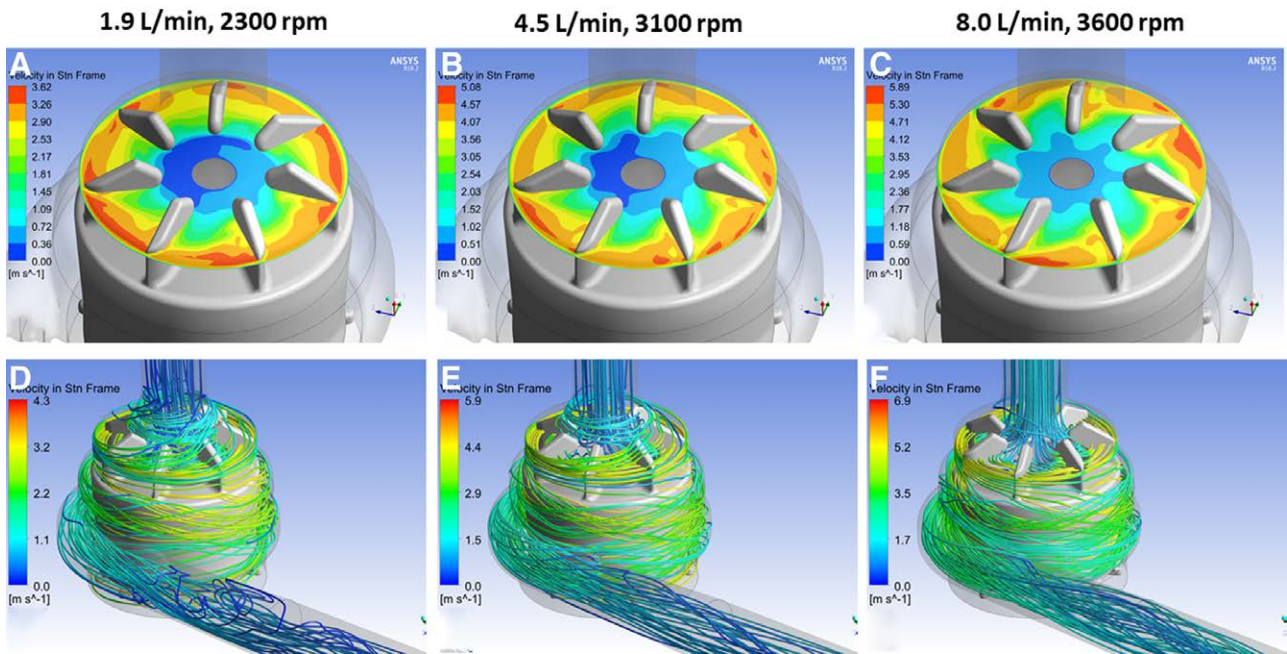 1.9 L/min, 2300 rpm
4.5 L/min, 3100 rpm
8.0 L/min, 3600 rpm
A
Velocity in Stn Frame
3.62
3.26
2.90
2.53
2.17
1.81
1.45
1.09
0.72
0.36
0.00
[m s^-1]
ANSYS
R18.2
B
Velocity in Stn Frame
5.08
4.57
4.07
3.56
3.05
2.54
2.03
1.52
1.02
0.51
0.00
[m s^-1]
ANSYS
R18.2
C
Velocity in Stn Frame
5.89
5.30
4.71
4.12
3.53
2.95
2.36
1.77
1.18
0.59
0.00
[m s^-1]
ANSYS
R18.2
D
Velocity in Stn Frame
4.3
3.2
2.2
1.1
0.0
[m s^-1]
E
Velocity in Stn Frame
5.9
4.4
2.9
1.5
0.0
[m s^-1]
F
Velocity in Stn Frame
6.9
5.2
3.5
1.7
0.0
[m s^-1]